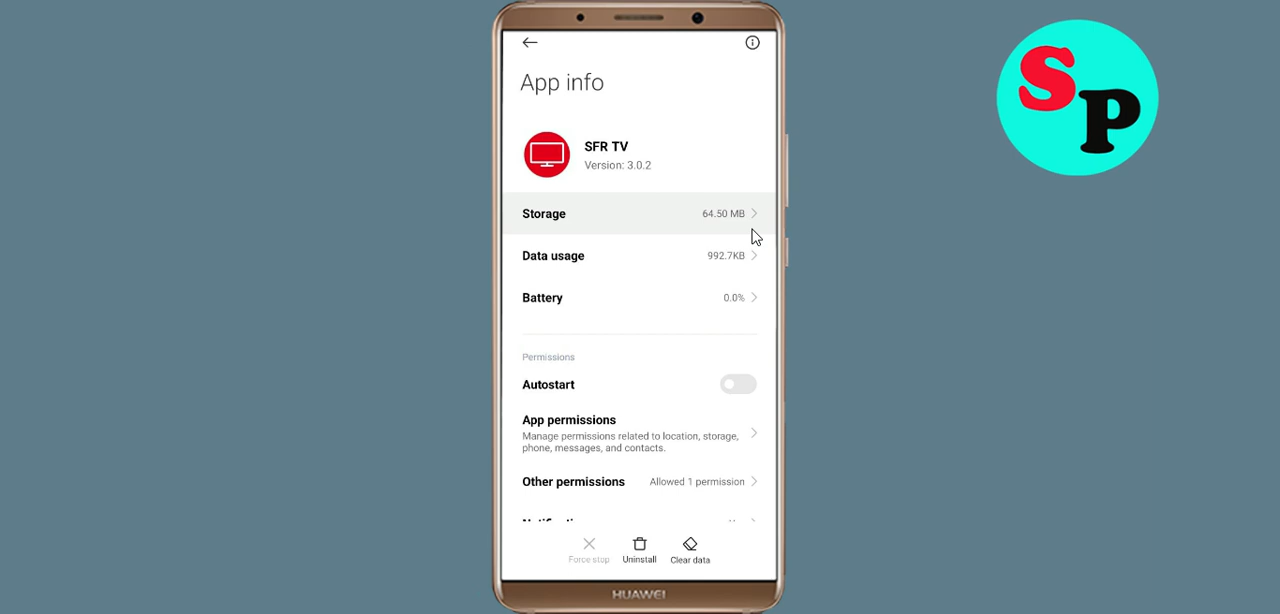 App info
SFR TV
Version: 3.0.2
Storage 64.50 MB
Data usage 992.7KB
Battery 0.0%
Permissions
Autostart
App permissions
Manage permissions related to location, storage,
phone, messages, and contacts.
Other permissions Allowed 1 permission
Force stop Uninstall Clear data
HUAWEI
SP